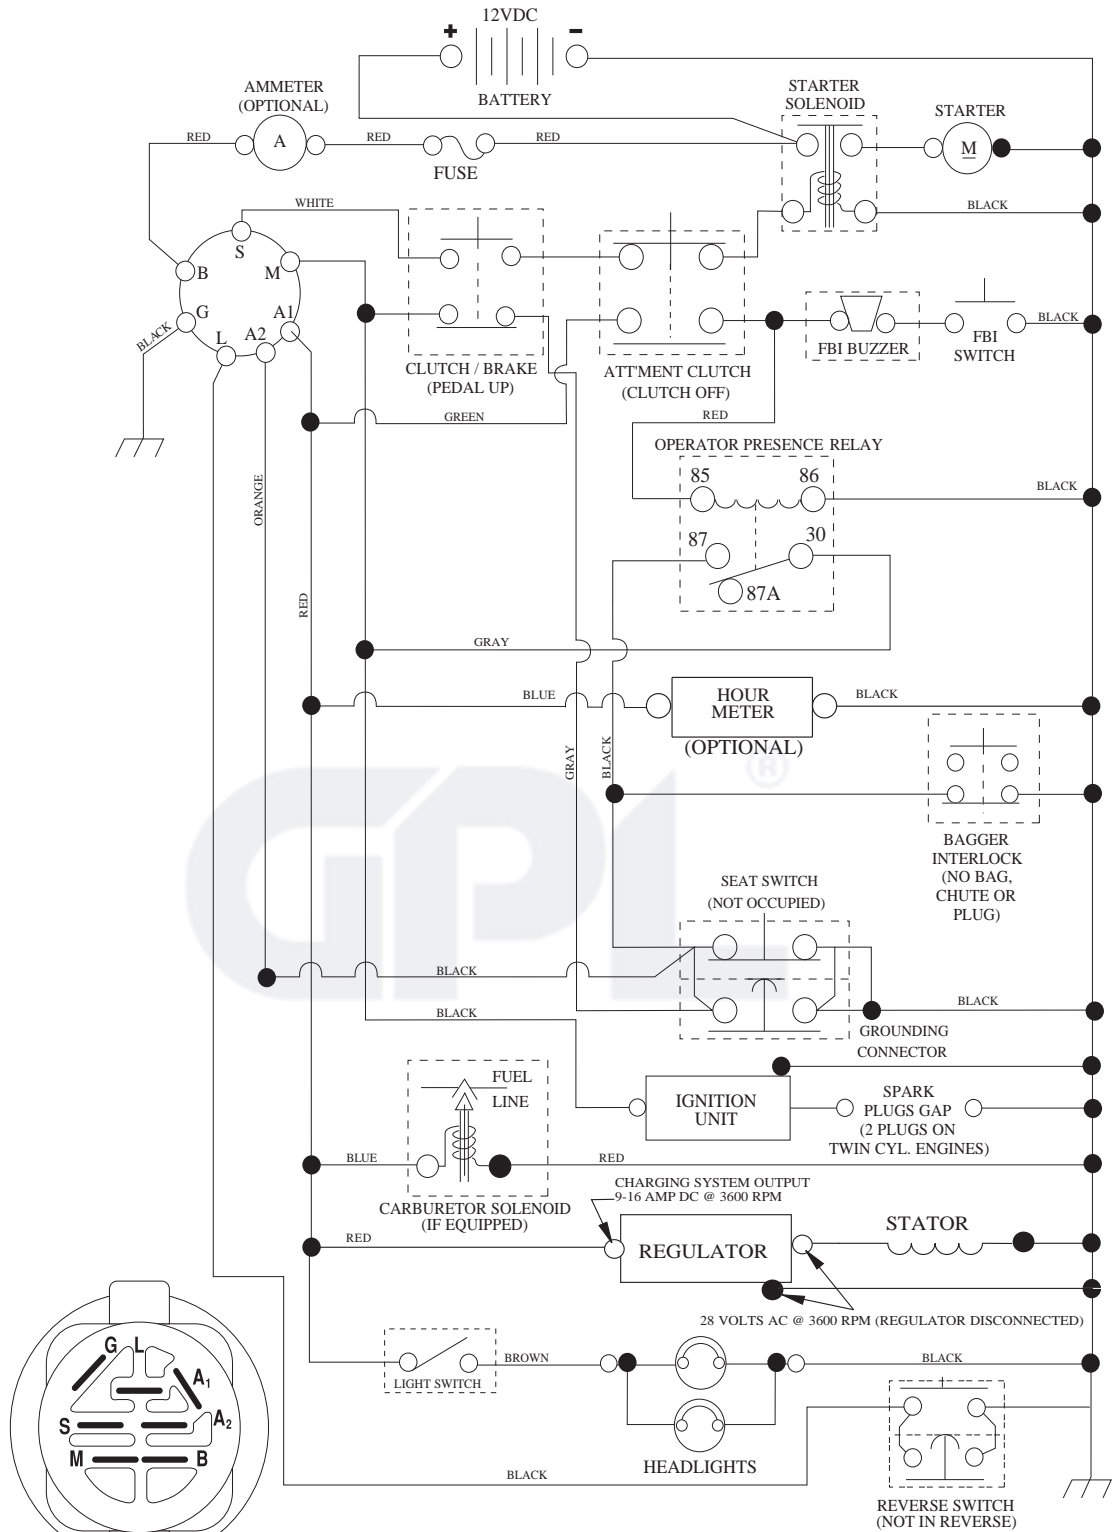 12VDC
+
-
BATTERY
AMMETER
(OPTIONAL)
STARTER
SOLENOID
STARTER
RED
A
RED
FUSE
RED
M
WHITE
BLACK
S
B
M
G
A1
L
A2
BLACK
CLUTCH / BRAKE
(PEDAL UP)
ATT'MENT CLUTCH
(CLUTCH OFF)
FBI BUZZER
FBI
SWITCH
BLACK
GREEN
RED
OPERATOR PRESENCE RELAY
85
86
BLACK
87
30
87A
ORANGE
RED
GRAY
BLUE
HOUR
METER
(OPTIONAL)
BLACK
GRAY
BLACK
GPL
®
BAGGER
INTERLOCK
(NO BAG,
CHUTE OR
PLUG)
SEAT SWITCH
(NOT OCCUPIED)
BLACK
BLACK
BLACK
GROUNDING
CONNECTOR
FUEL
LINE
IGNITION
UNIT
SPARK
PLUGS GAP
(2 PLUGS ON
TWIN CYL. ENGINES)
BLUE
RED
CARBURETOR SOLENOID
(IF EQUIPPED)
CHARGING SYSTEM OUTPUT
9-16 AMP DC @ 3600 RPM
RED
REGULATOR
STATOR
28 VOLTS AC @ 3600 RPM (REGULATOR DISCONNECTED)
LIGHT SWITCH
BROWN
BLACK
HEADLIGHTS
BLACK
REVERSE SWITCH
(NOT IN REVERSE)
G
L
A1
A2
S
M
B